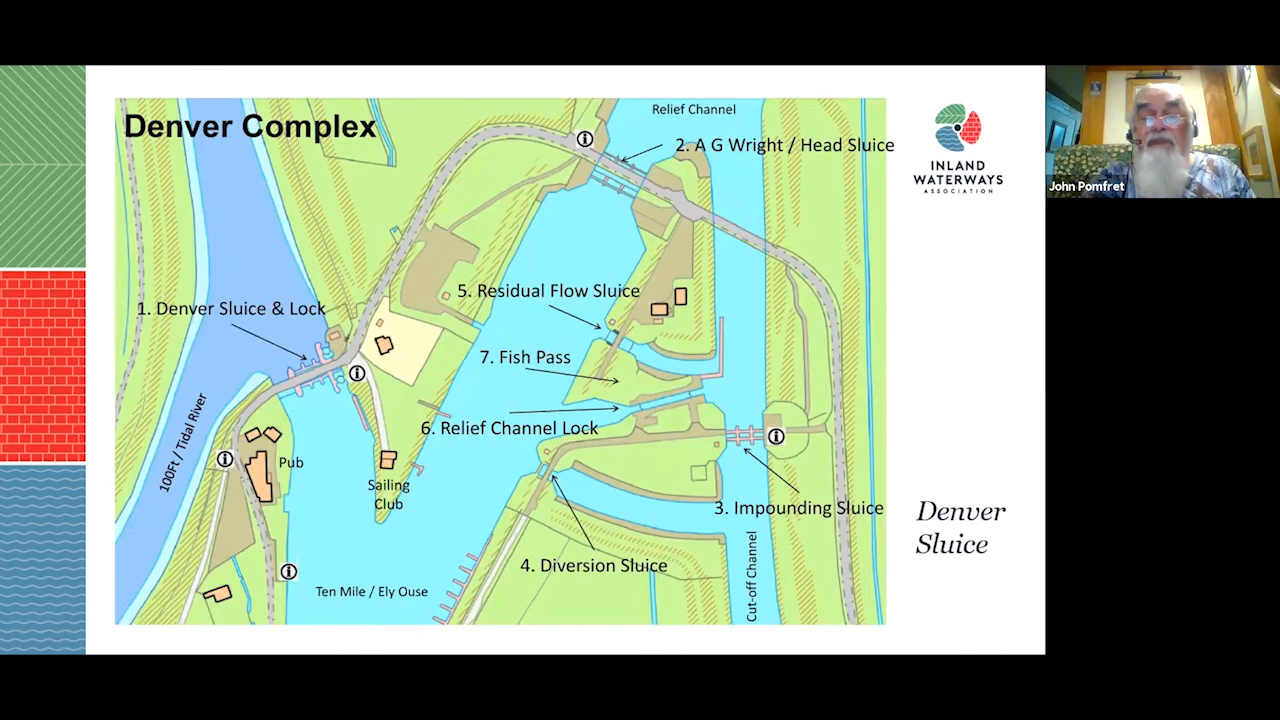 Denver Complex
Relief Channel
2. A G Wright / Head Sluice
1. Denver Sluice & Lock
5. Residual Flow Sluice
7. Fish Pass
6. Relief Channel Lock
100Ft / Tidal River
Pub
Sailing
Club
3. Impounding Sluice
4. Diversion Sluice
Cut-off Channel
Ten Mile / Ely Ouse
INLAND
WATERWAYS
ASSOCIATION
Denver
Sluice
John Pomfret